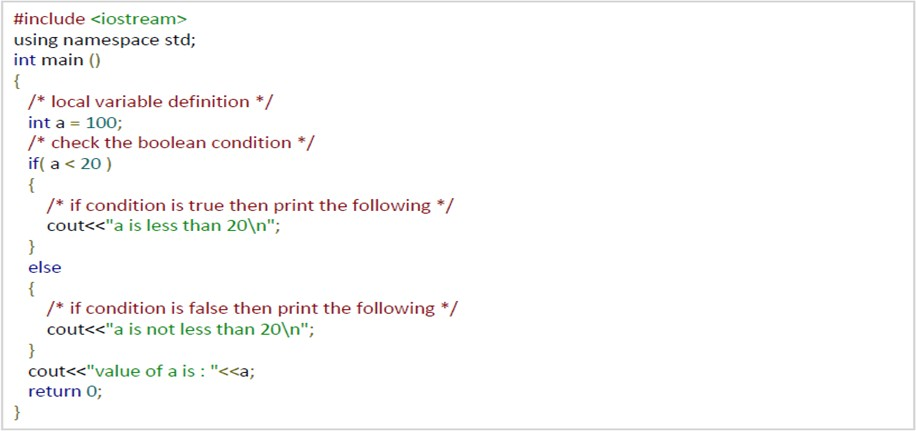 #include <iostream>
using namespace std;
int main ()
{
/* local variable definition */
int a = 100;
/* check the boolean condition */
if( a < 20 )
{
/* if condition is true then print the following */
cout<<"a is less than 20\n";
}
else
{
/* if condition is false then print the following */
cout<<"a is not less than 20\n";
}
cout<<"value of a is : "<<a;
return 0;
}